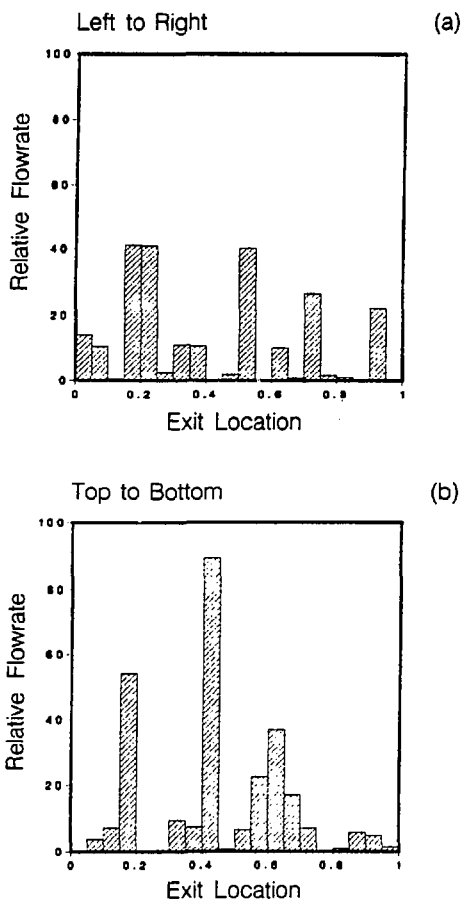 Left to Right (a)
100
80
60
40
20
0
Relative Flowrate
0 0.2 0.4 0.6 0.8 1
Exit Location
Top to Bottom (b)
100
80
60
40
20
0
Relative Flowrate
0 0.2 0.4 0.6 0.8 1
Exit Location